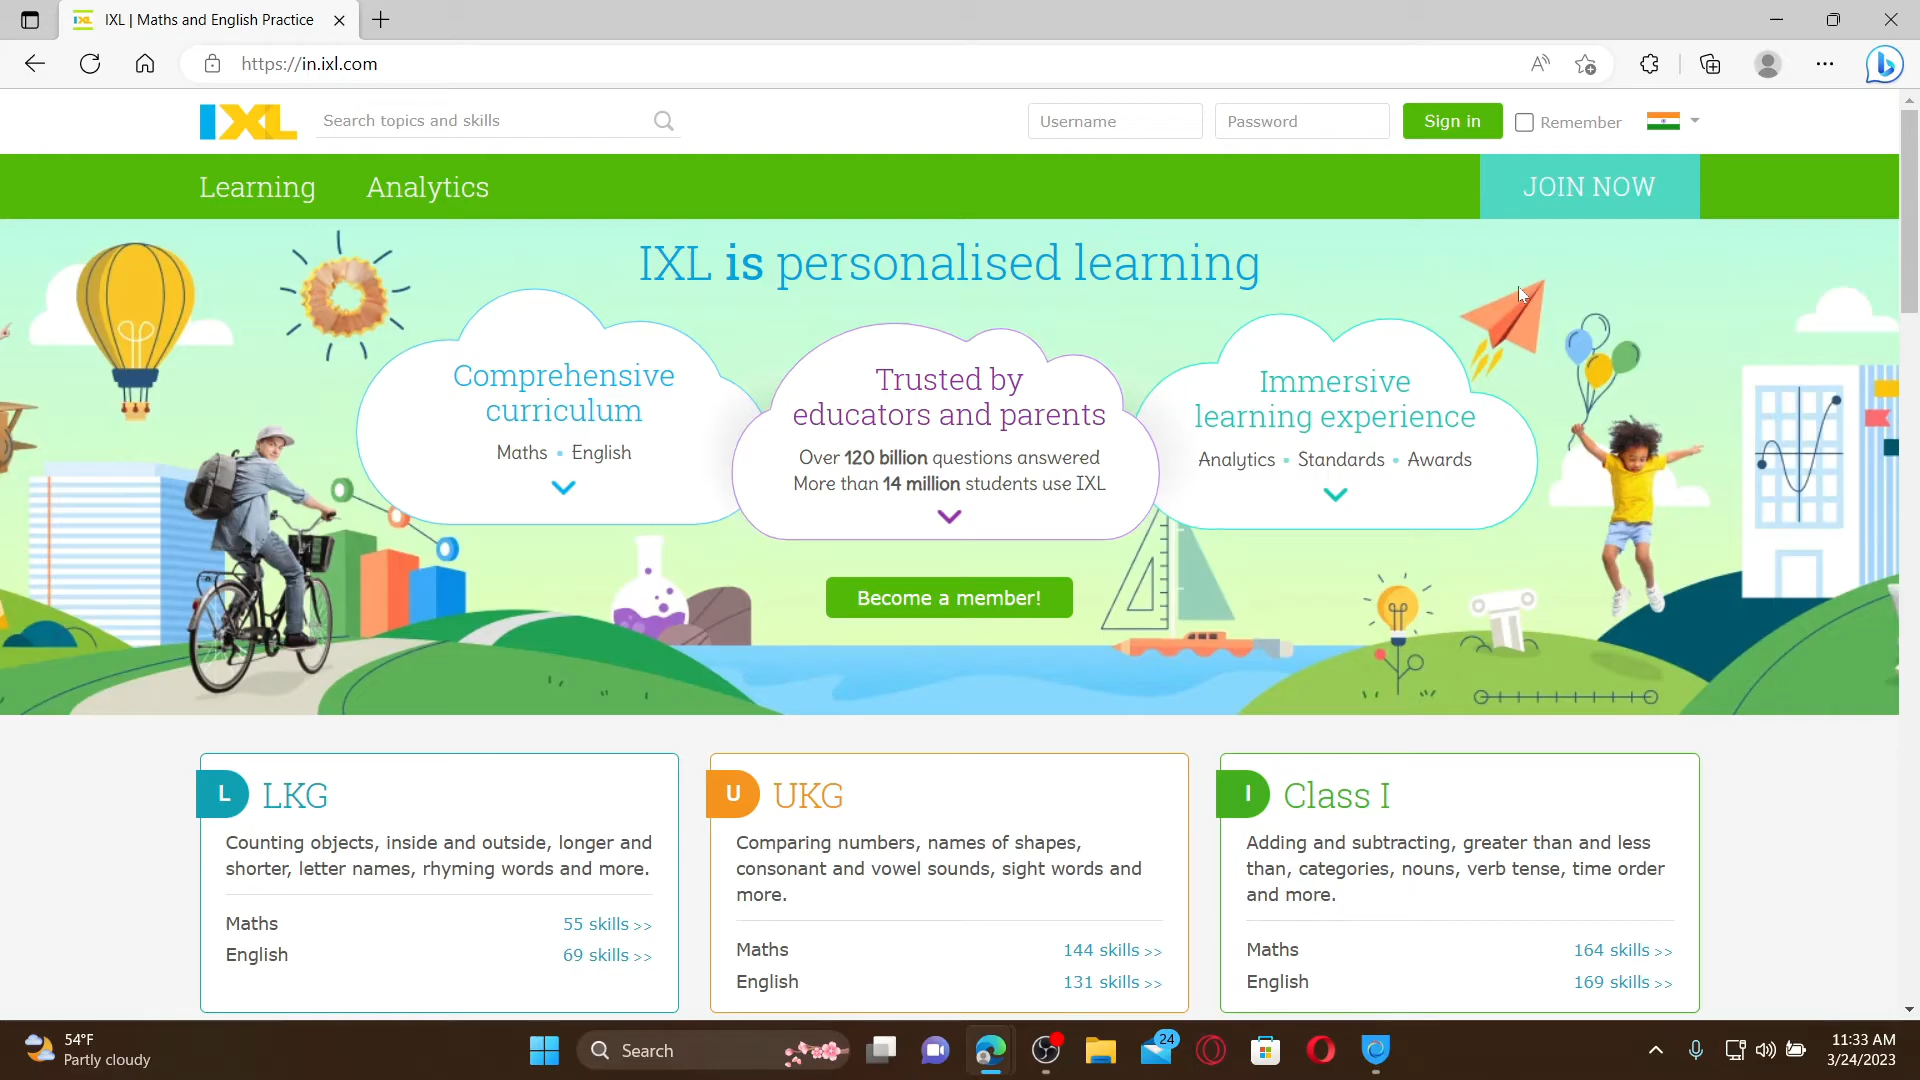 IXL | Maths and English Practice
https://in.ixl.com
IXL
Search topics and skills
Username
Password
Sign in
Remember
Learning
Analytics
JOIN NOW
IXL is personalised learning
Comprehensive
curriculum
Maths • English
Trusted by
educators and parents
Over 120 billion questions answered
More than 14 million students use IXL
Immersive
learning experience
Analytics • Standards • Awards
Become a member!
L LKG
Counting objects, inside and outside, longer and
shorter, letter names, rhyming words and more.
Maths 55 skills >>
English 69 skills >>
U UKG
Comparing numbers, names of shapes,
consonant and vowel sounds, sight words and
more.
Maths 144 skills >>
English 131 skills >>
I Class I
Adding and subtracting, greater than and less
than, categories, nouns, verb tense, time order
and more.
Maths 164 skills >>
English 169 skills >>
54°F
Partly cloudy
Search
24
11:33 AM
3/24/2023